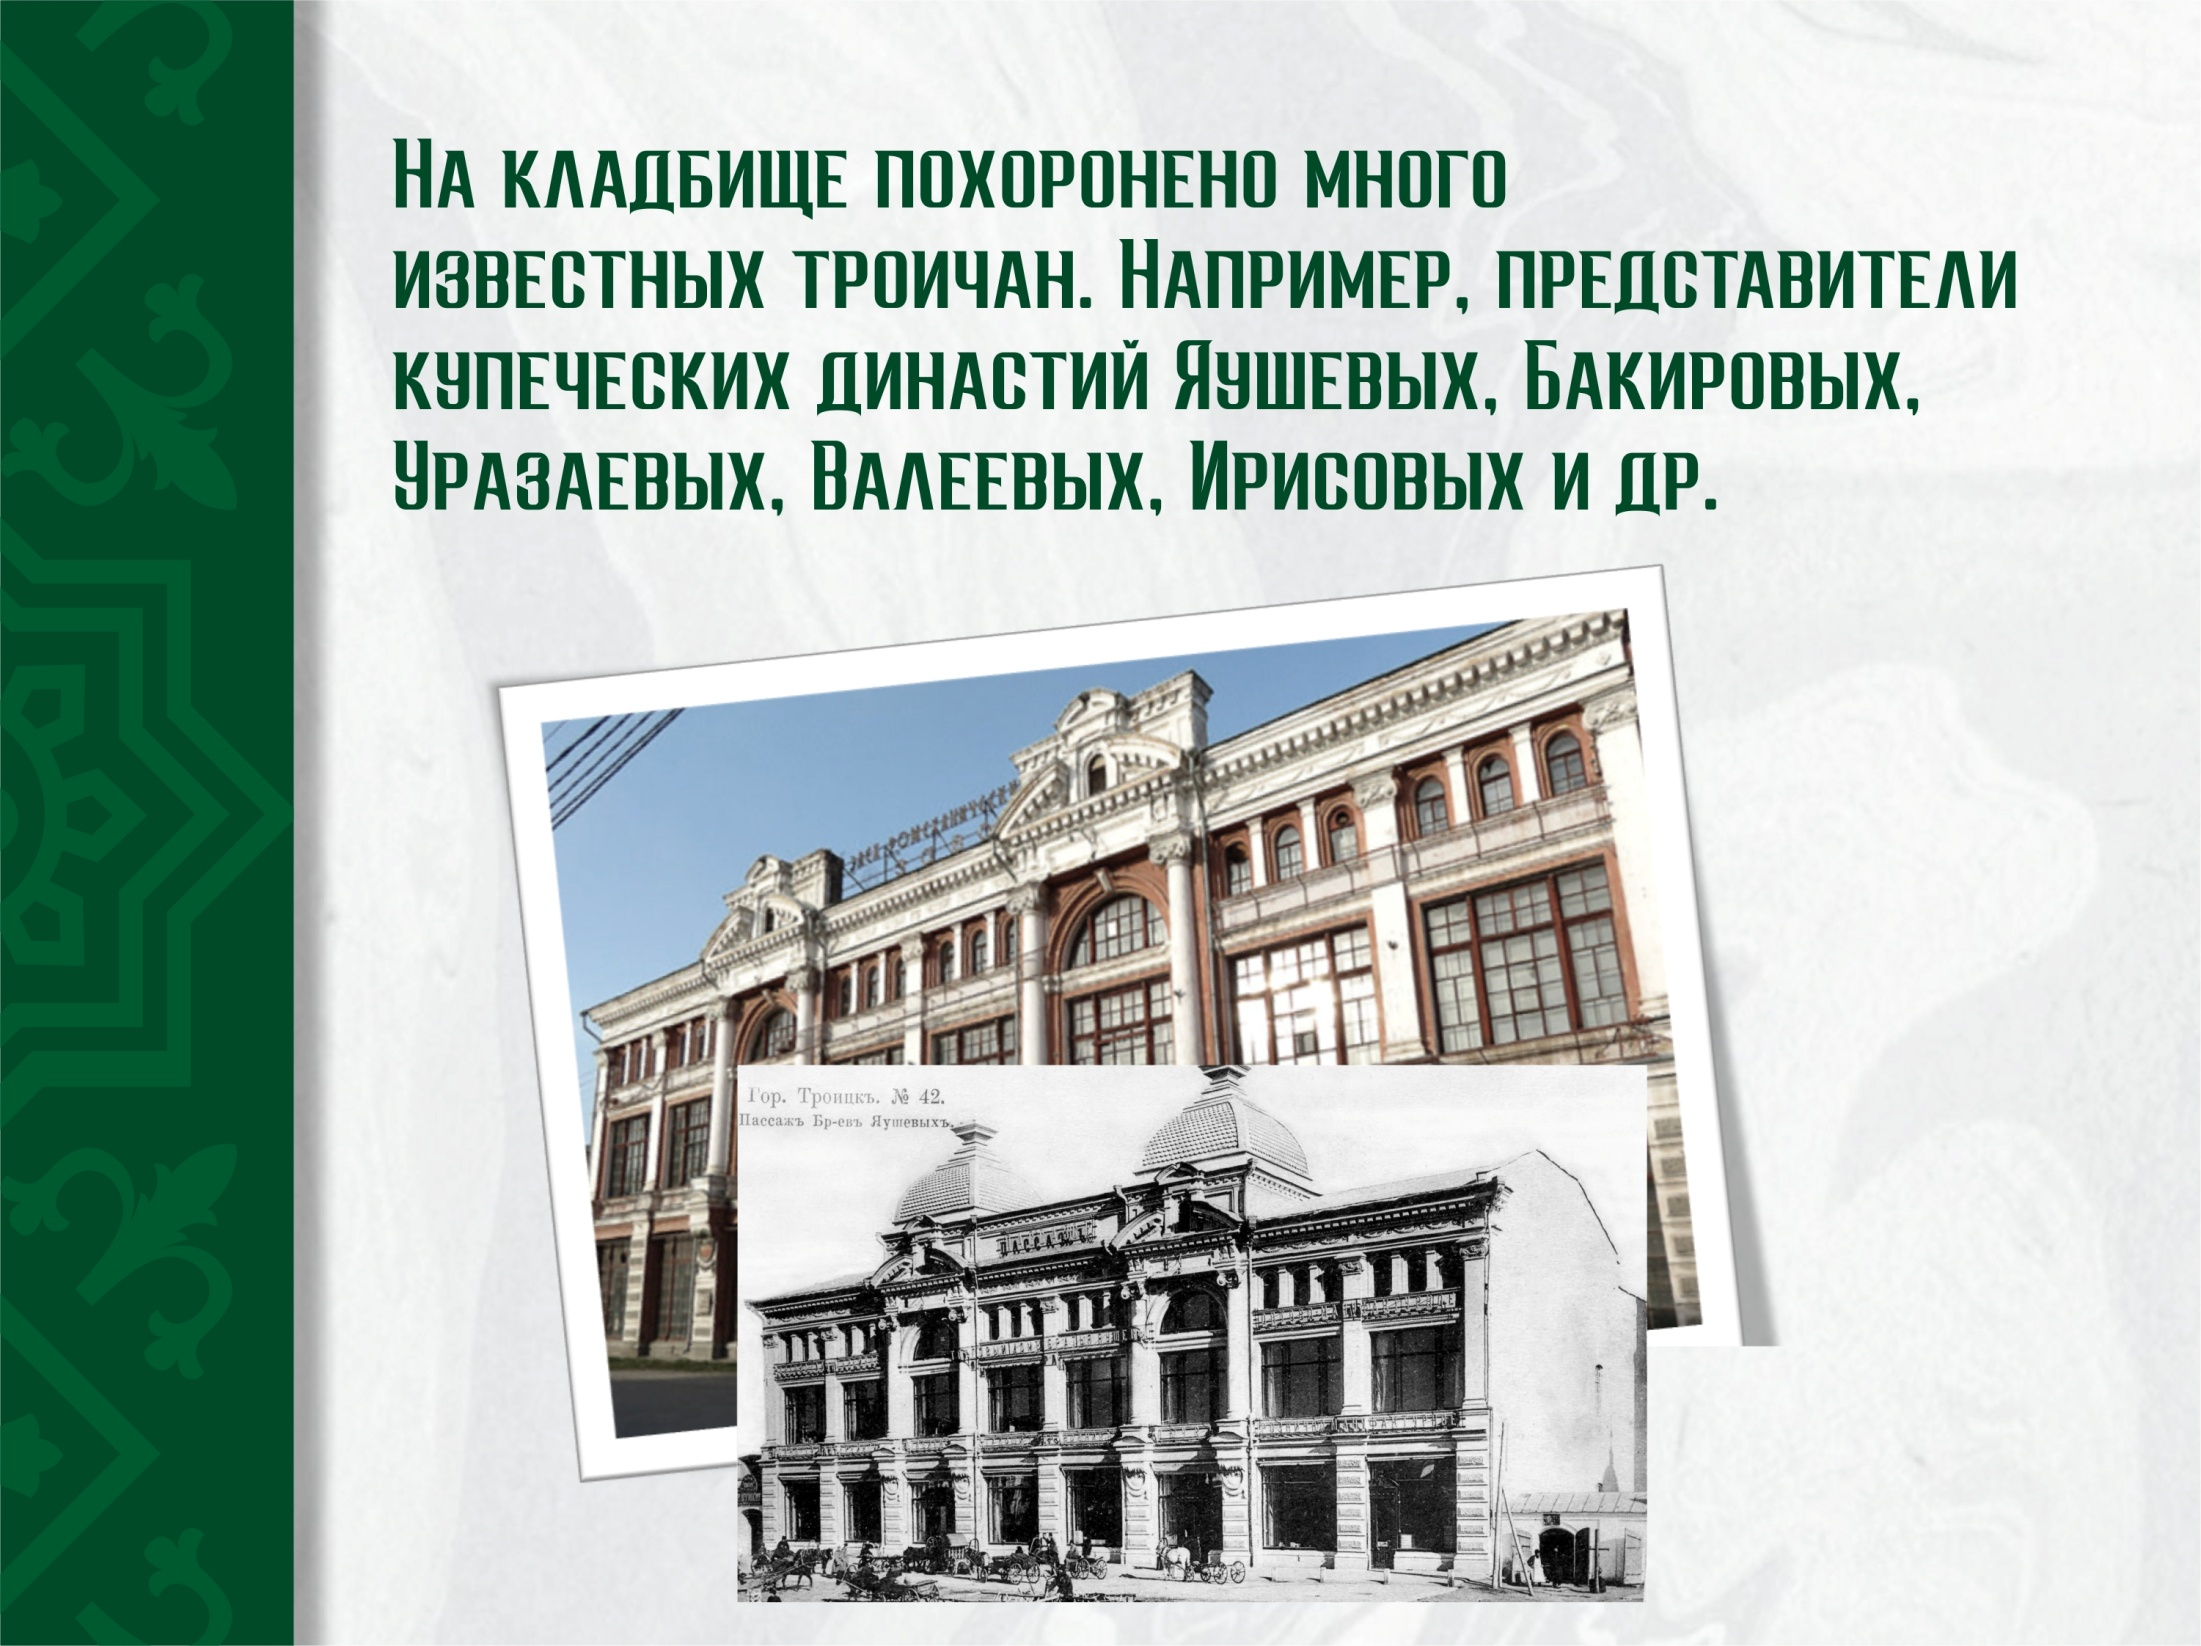 На кладбище похоронено много
известных троичан. Например, представители
купеческих династий Яушевых, Бакировых,
Уразаевых, Валеевых, Ирисовых и др.
Гор. Троицкъ. № 42.
Пассажъ Бр-евъ Яушевыхъ.
ПАССАЖЪ